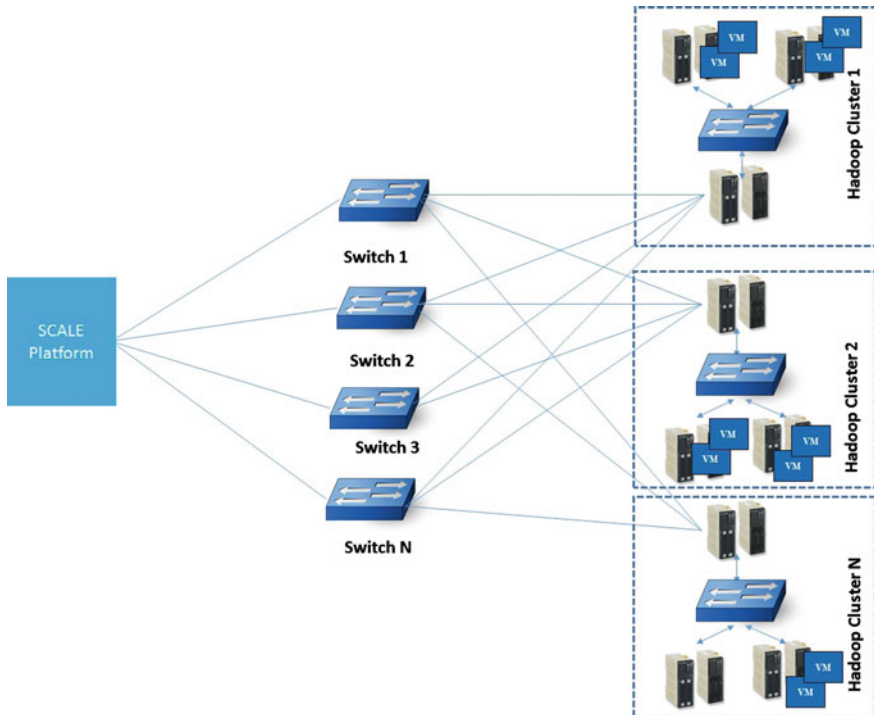 SCALE
Platform
Switch 1
Switch 2
Switch 3
Switch N
VM
VM
VM
VM
Hadoop Cluster 1
VM
VM
VM
VM
Hadoop Cluster 2
VM
VM
Hadoop Cluster N